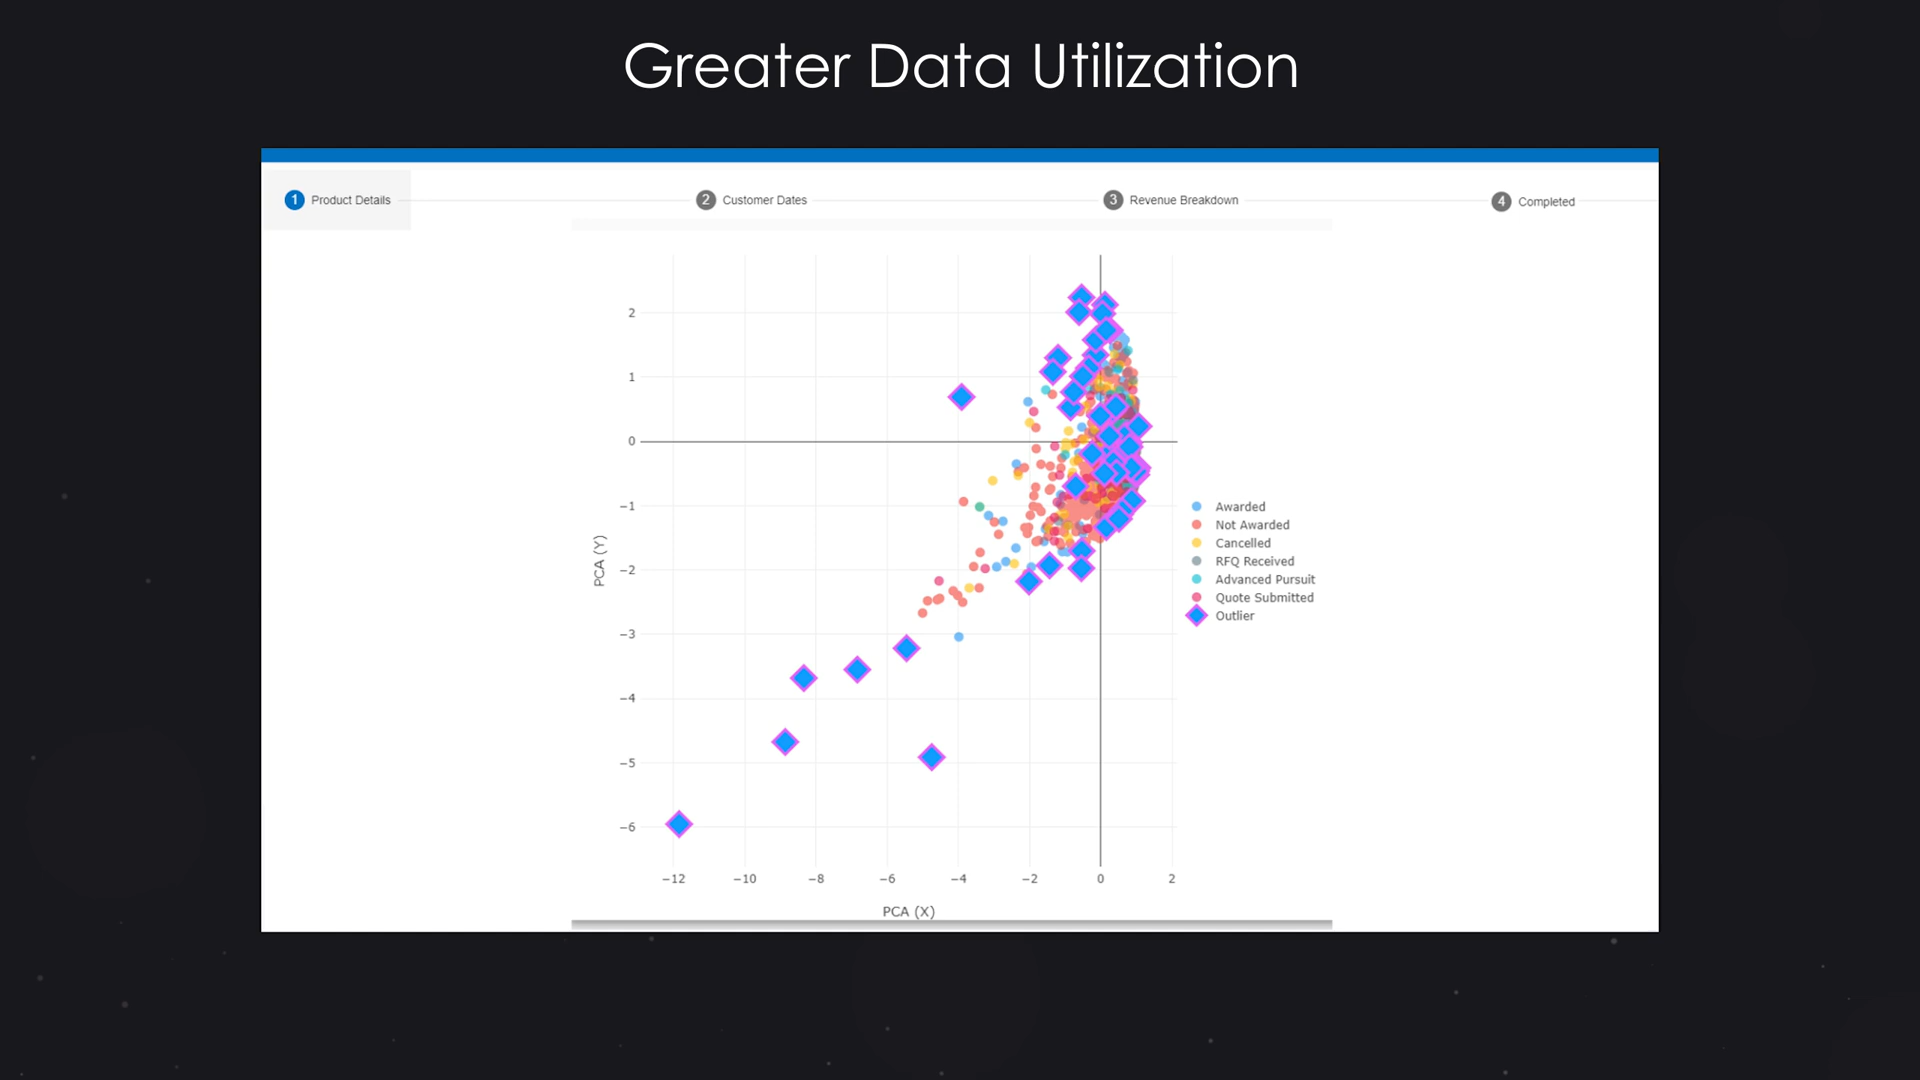 Greater Data Utilization
1 Product Details
2 Customer Dates
3 Revenue Breakdown
4 Completed
2
1
0
−1
−2
−3
−4
−5
−6
PCA (Y)
−12 −10 −8 −6 −4 −2 0 2
PCA (X)
Awarded
Not Awarded
Cancelled
RFQ Received
Advanced Pursuit
Quote Submitted
Outlier